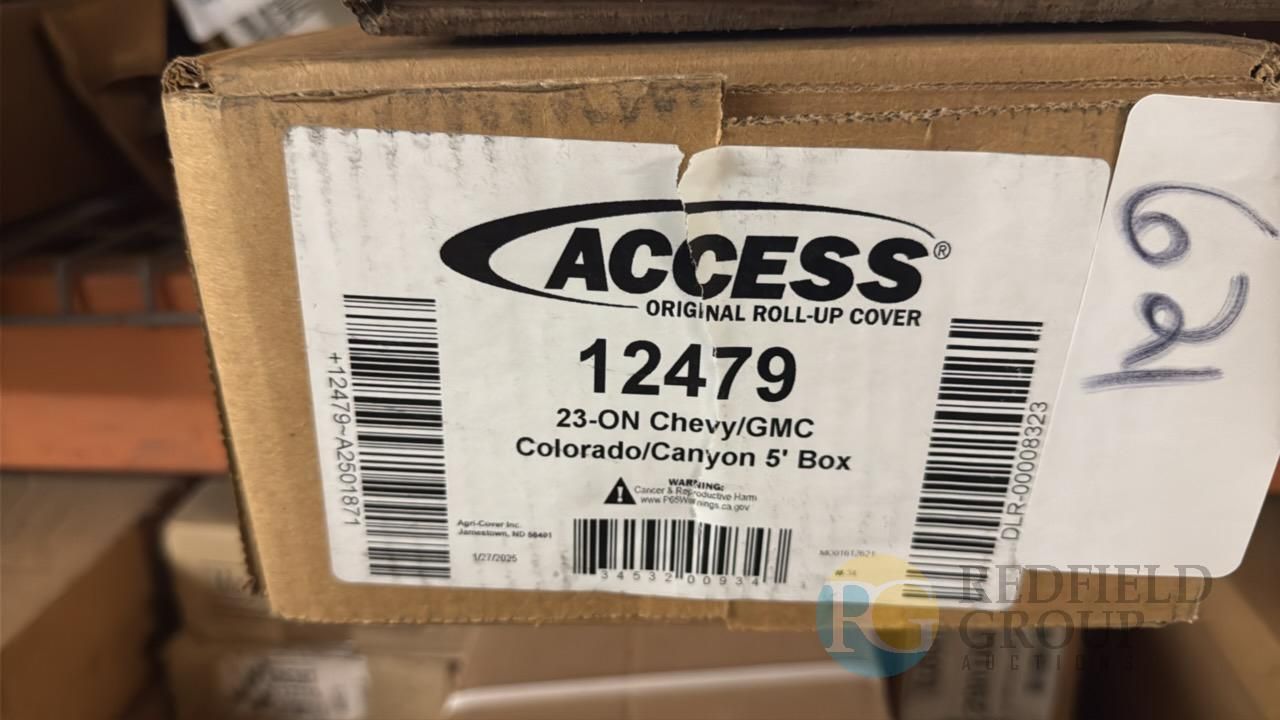 ACCESS®
ORIGINAL ROLL-UP COVER
12479
23-ON Chevy/GMC
Colorado/Canyon 5' Box
WARNING:
Cancer & Reproductive Harm
www.P65Warnings.ca.gov
+12479~A2501871
DLR-00008323
Agri-Cover Inc.
Jamestown, ND 58401
1/27/2025
34532 00934
621
RG REDFIELD
GROUP
AUCTIONS